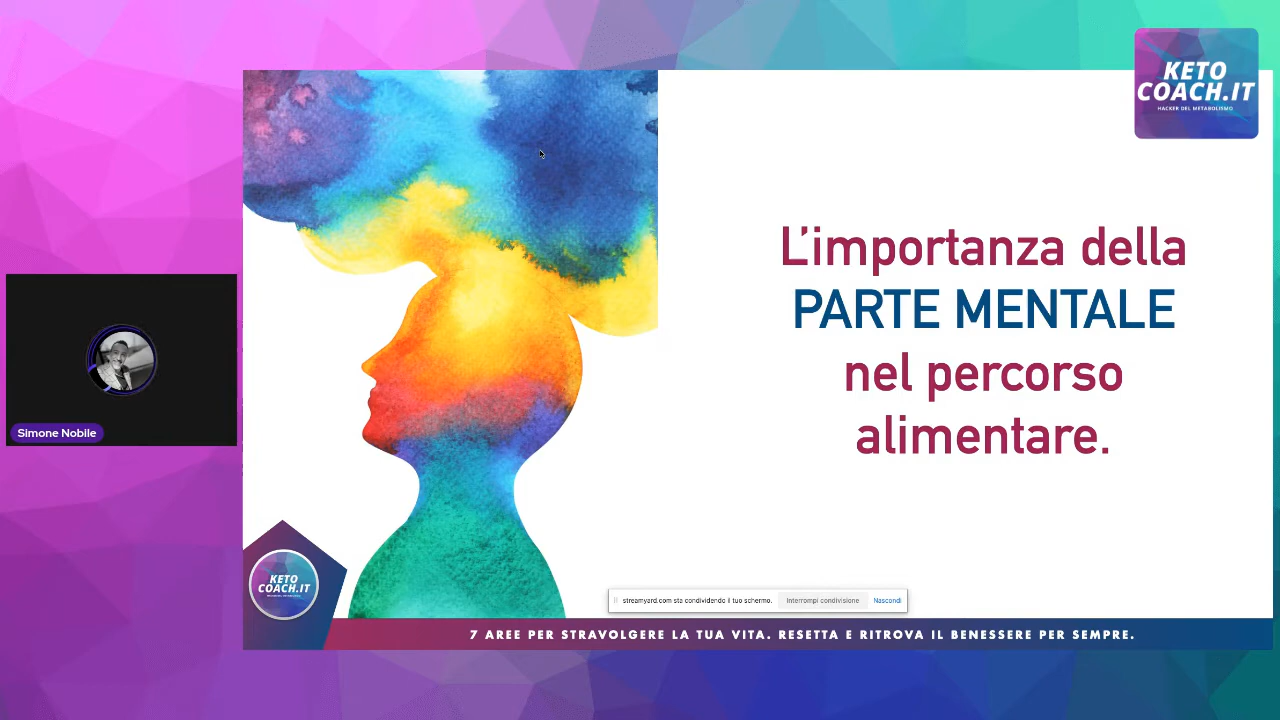 KETO
COACH.IT
HACKER DEL METABOLISMO
L’importanza della
PARTE MENTALE
nel percorso
alimentare.
Simone Nobile
KETO
COACH.IT
streamyard.com sta condividendo il tuo schermo. Interrompi condivisione Nascondi
7 AREE PER STRAVOLGERE LA TUA VITA. RESETTA E RITROVA IL BENESSERE PER SEMPRE.